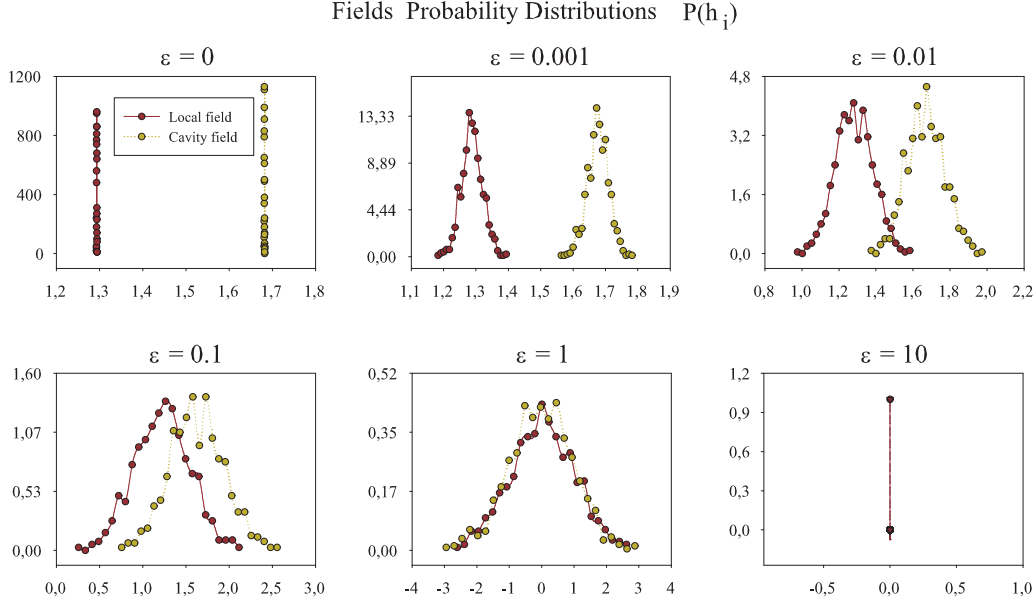 Fields Probability Distributions P(h_i)
ε = 0
ε = 0.001
ε = 0.01
1200
800
400
0
Local field
Cavity field
1,2 1,3 1,4 1,5 1,6 1,7 1,8
13,33
8,89
4,44
0,00
1,1 1,2 1,3 1,4 1,5 1,6 1,7 1,8 1,9
4,8
3,2
1,6
0,0
0,8 1,0 1,2 1,4 1,6 1,8 2,0 2,2
ε = 0.1
ε = 1
ε = 10
1,60
1,07
0,53
0,00
0,0 0,5 1,0 1,5 2,0 2,5 3,0
0,52
0,35
0,17
0,00
-4 -3 -2 -1 0 1 2 3 4
1,2
0,9
0,6
0,3
0,0
-0,5 0,0 0,5 1,0